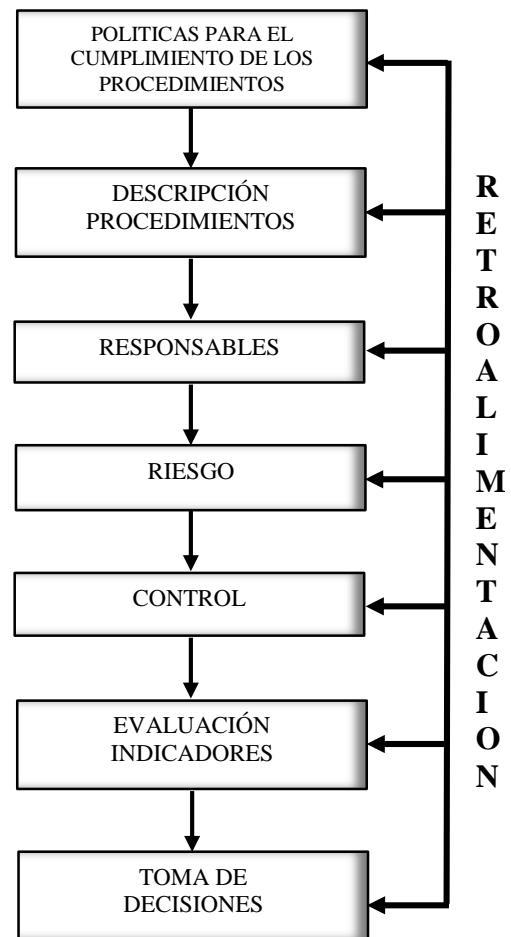 POLITICAS PARA EL
CUMPLIMIENTO DE LOS
PROCEDIMIENTOS
DESCRIPCIÓN
PROCEDIMIENTOS
RESPONSABLES
RIESGO
CONTROL
EVALUACIÓN
INDICADORES
TOMA DE
DECISIONES
R
E
T
R
O
A
L
I
M
E
N
T
A
C
I
O
N